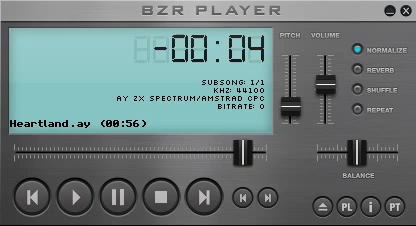 BZR PLAYER
-00:04
SUBSONG: 1/1
KHZ: 44100
AY ZX SPECTRUM/AMSTRAD CPC
BITRATE: 0
Heartland.ay (00:56)
PITCH
VOLUME
NORMALIZE
REVERB
SHUFFLE
REPEAT
BALANCE
PL
i
PT